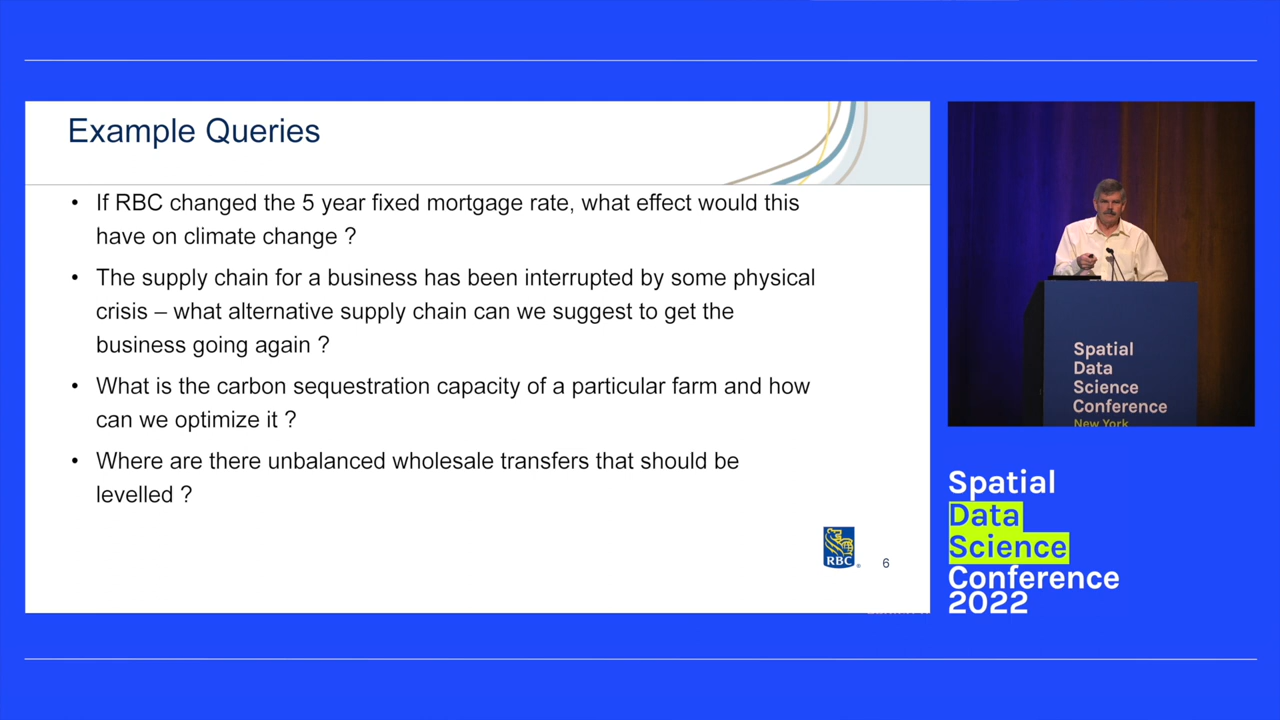 Example Queries
• If RBC changed the 5 year fixed mortgage rate, what effect would this
have on climate change ?
• The supply chain for a business has been interrupted by some physical
crisis – what alternative supply chain can we suggest to get the
business going again ?
• What is the carbon sequestration capacity of a particular farm and how
can we optimize it ?
• Where are there unbalanced wholesale transfers that should be
levelled ?
RBC
®
6
Spatial
Data
Science
Conference
New York
Spatial
Data
Science
Conference
2022